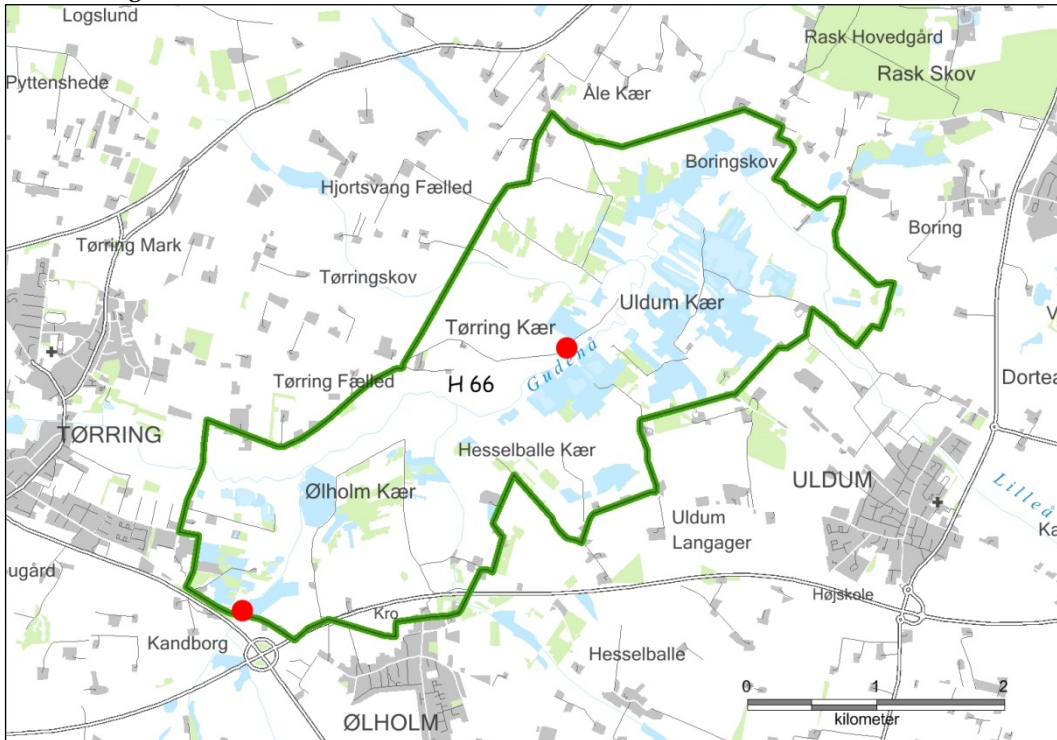 Logslund
Rask Hovedgård
Rask Skov
Pyttenshede
Åle Kær
Boringskov
Hjortsvang Fælled
Boring
Tørring Mark
Tørringskov
Uldum Kær
Tørring Kær
Gudenå
Tørring Fælled
H 66
TØRRING
Hesselballe Kær
ULDUM
Ølholm Kær
Lilleå
Uldum
Langager
Højskole
Kro
Kandborg
Hesselballe
ØLHOLM
0 1 2
kilometer